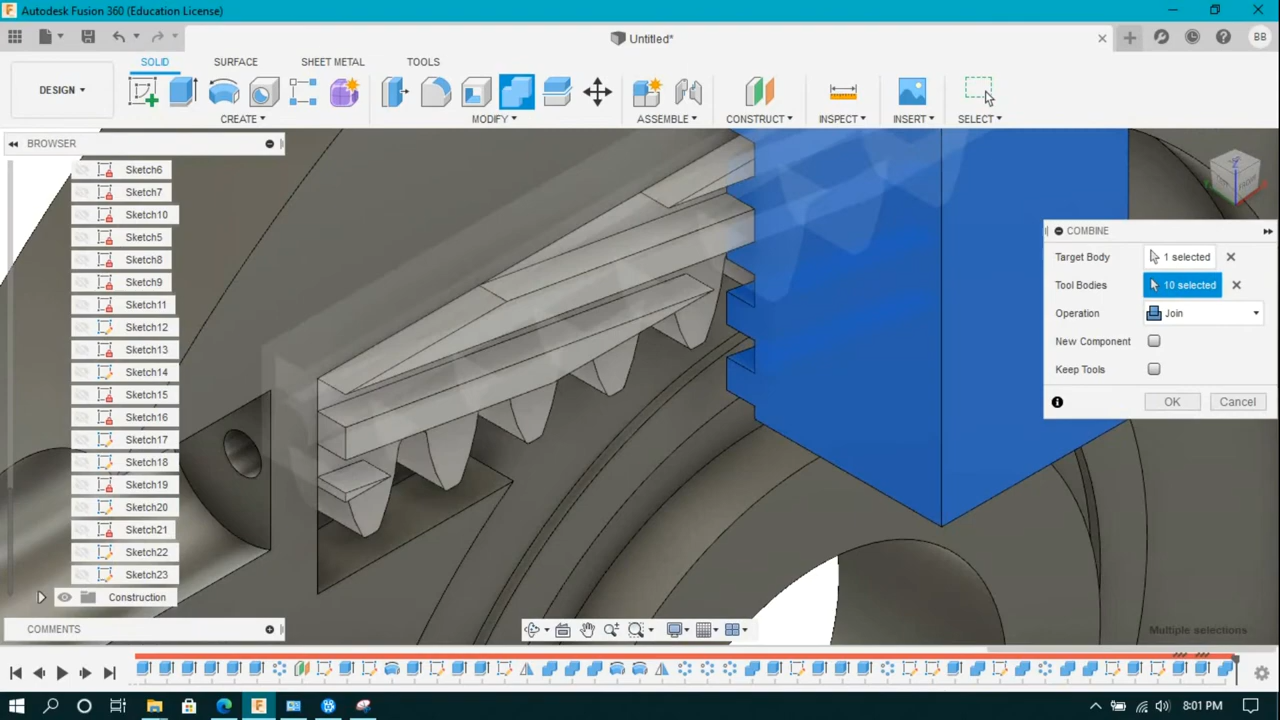 Autodesk Fusion 360 (Education License)
Untitled*
BB
DESIGN
SOLID
SURFACE
SHEET METAL
TOOLS
CREATE
MODIFY
ASSEMBLE
CONSTRUCT
INSPECT
INSERT
SELECT
BROWSER
Sketch6
Sketch7
Sketch10
Sketch5
Sketch8
Sketch9
Sketch11
Sketch12
Sketch13
Sketch14
Sketch15
Sketch16
Sketch17
Sketch18
Sketch19
Sketch20
Sketch21
Sketch22
Sketch23
Construction
COMMENTS
COMBINE
Target Body 1 selected
Tool Bodies 10 selected
Operation Join
New Component
Keep Tools
OK Cancel
Multiple selections
8:01 PM